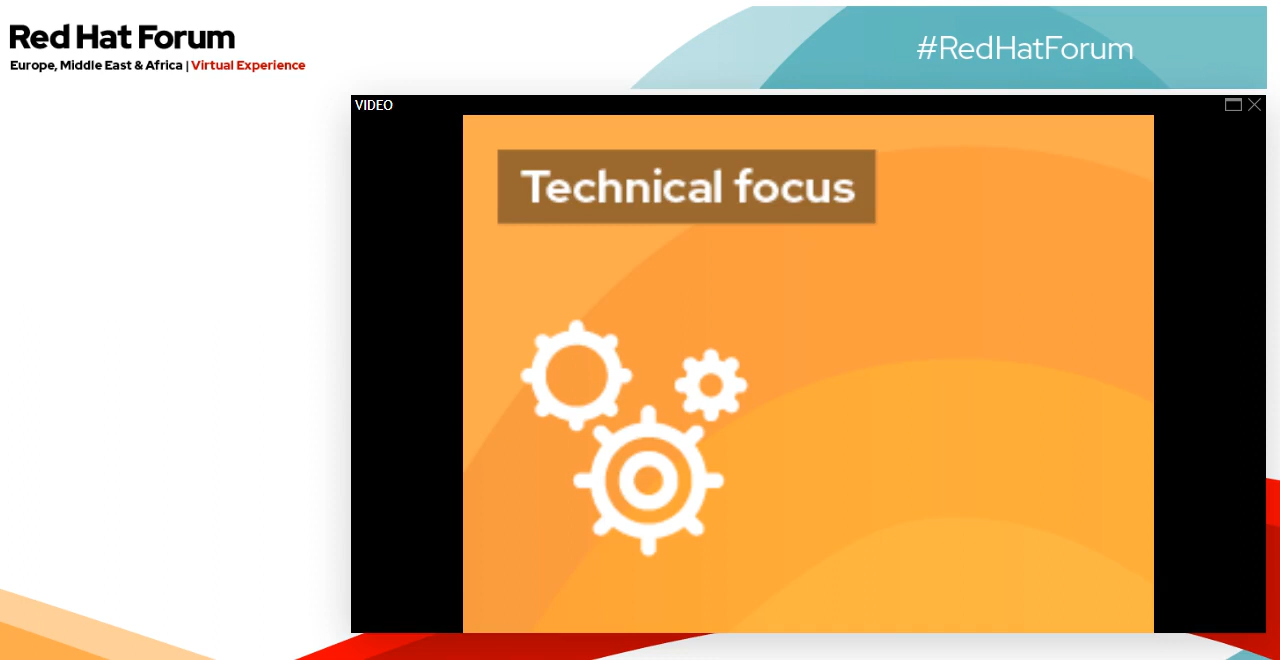 Red Hat Forum
Europe, Middle East & Africa | Virtual Experience
#RedHatForum
VIDEO
Technical focus